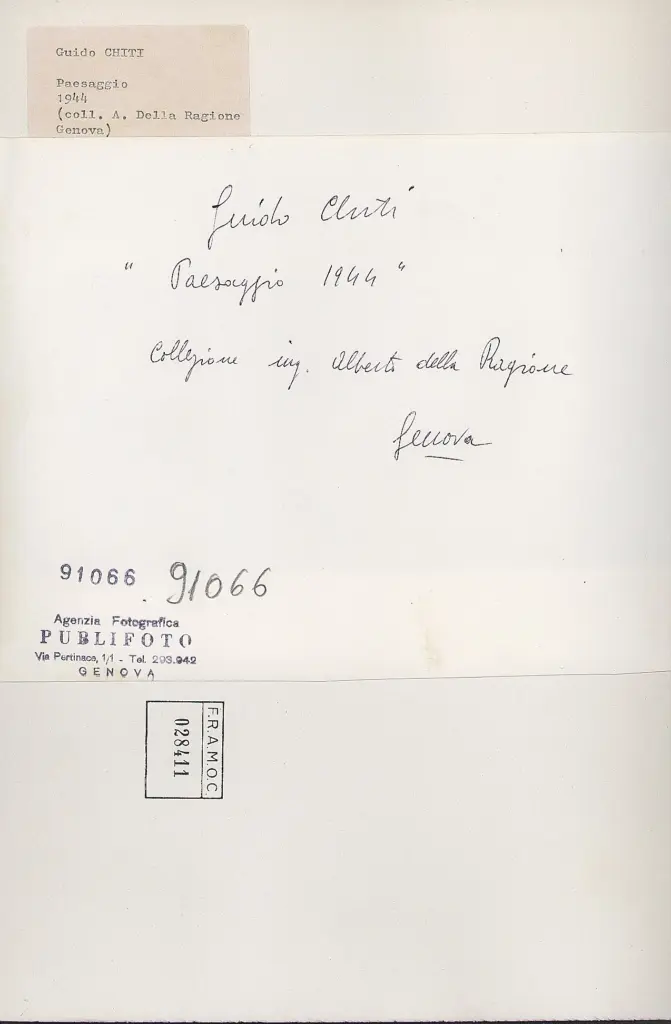 Guido CHITI
Paesaggio
1944
(coll. A. Della Ragione
Genova)
Guido Chiti
" Paesaggio 1944 "
Collezione ing. Alberto della Ragione
Genova
91066 91066
Agenzia Fotografica
PUBLIFOTO
Via Pertinace, 1/1 - Tel. 203.942
GENOVA
F.R.A.M.O.C.
028411